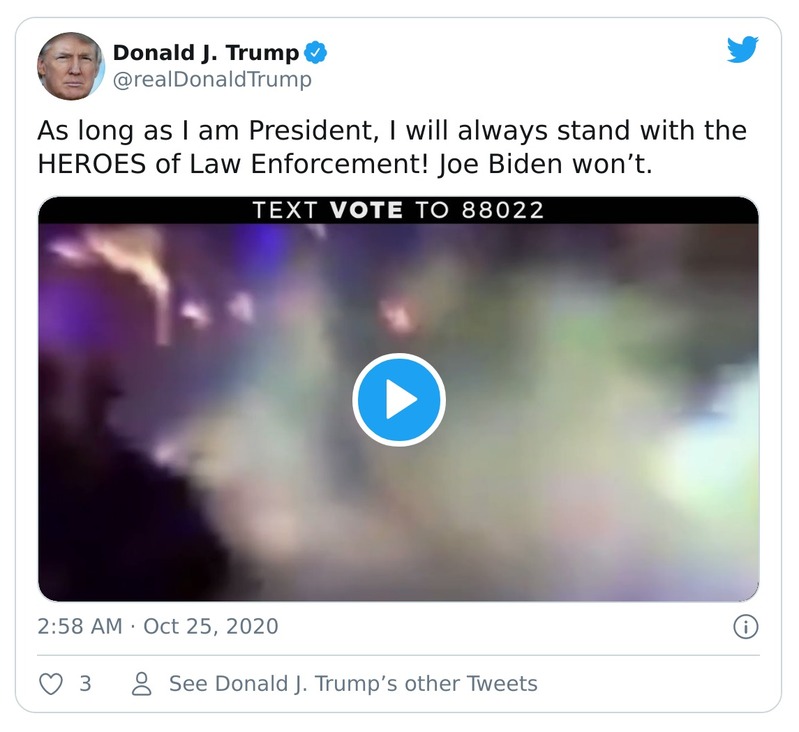 Donald J. Trump
@realDonaldTrump
As long as I am President, I will always stand with the
HEROES of Law Enforcement! Joe Biden won’t.
TEXT VOTE TO 88022
2:58 AM · Oct 25, 2020
3
See Donald J. Trump’s other Tweets